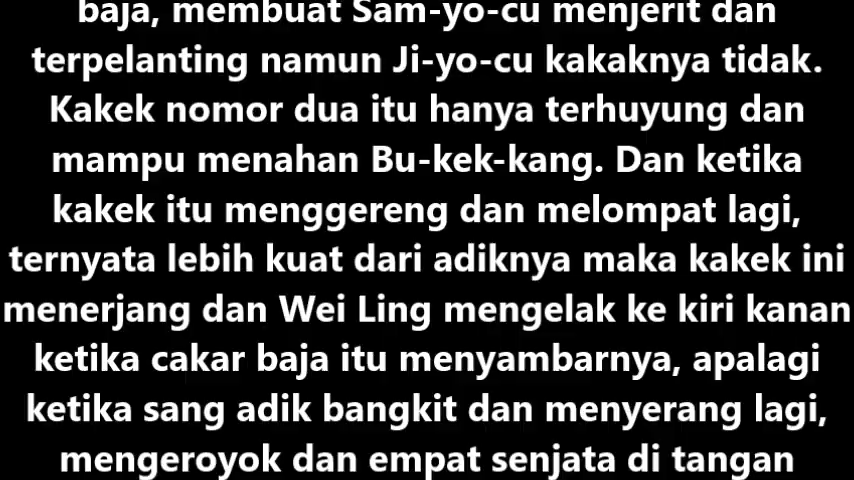 baja, membuat Sam-yo-cu menjerit dan
terpelanting namun Ji-yo-cu kakaknya tidak.
Kakek nomor dua itu hanya terhuyung dan
mampu menahan Bu-kek-kang. Dan ketika
kakek itu menggereng dan melompat lagi,
ternyata lebih kuat dari adiknya maka kakek ini
menerjang dan Wei Ling mengelak ke kiri kanan
ketika cakar baja itu menyambarnya, apalagi
ketika sang adik bangkit dan menyerang lagi,
mengeroyok dan empat senjata di tangan